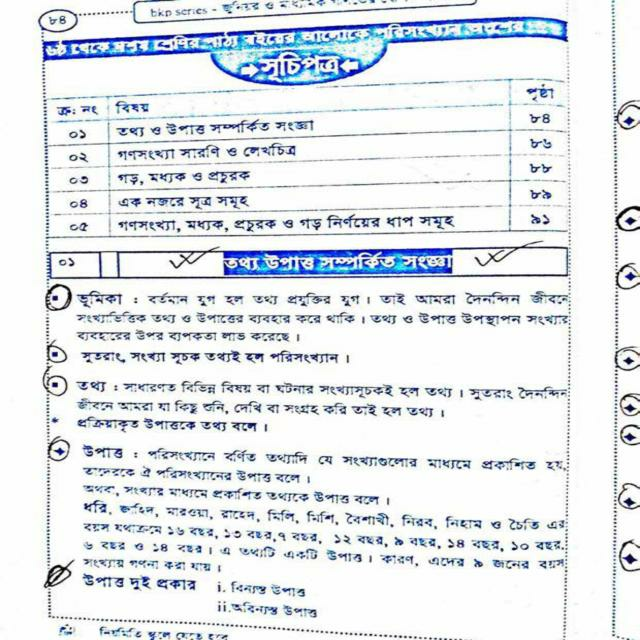 ৮৪
bkp series - জুনিয়র ও মাধ্যমিক গণিতের
৬ষ্ঠ থেকে দশম শ্রেণির পাঠ্য বইয়ের আলোকে পরিসংখ্যান অংশের
সূচিপত্র
ক্র: নং বিষয় পৃষ্ঠা
০১ তথ্য ও উপাত্ত সম্পর্কিত সংজ্ঞা ৮৪
০২ গণসংখ্যা সারণি ও লেখচিত্র ৮৬
০৩ গড়, মধ্যক ও প্রচুরক ৮৮
০৪ এক নজরে সূত্র সমূহ ৮৯
০৫ গণসংখ্যা, মধ্যক, প্রচুরক ও গড় নির্ণয়ের ধাপ সমূহ ৯১
০১ তথ্য উপাত্ত সম্পর্কিত সংজ্ঞা
ভূমিকা : বর্তমান যুগ হল তথ্য প্রযুক্তির যুগ। তাই আমরা দৈনন্দিন জীবনে
সংখ্যাভিত্তিক তথ্য ও উপাত্তের ব্যবহার করে থাকি। তথ্য ও উপাত্ত উপস্থাপন সংখ্যার
ব্যবহারের উপর ব্যপকতা লাভ করেছে।
সুতরাং, সংখ্যা সূচক তথ্যই হল পরিসংখ্যান।
তথ্য : সাধারণত বিভিন্ন বিষয় বা ঘটনার সংখ্যাসূচকই হল তথ্য। সুতরাং দৈনন্দিন
জীবনে আমরা যা কিছু শুনি, দেখি বা সংগ্রহ করি তাই হল তথ্য।
* প্রক্রিয়াকৃত উপাত্তকে তথ্য বলে।
উপাত্ত : পরিসংখ্যানে বর্ণিত তথ্যাদি যে সংখ্যাগুলোর মাধ্যমে প্রকাশিত হয়,
তাদেরকে ঐ পরিসংখ্যানের উপাত্ত বলে।
অথবা, সংখ্যার মাধ্যমে প্রকাশিত তথ্যকে উপাত্ত বলে।
ধরি, জাহিদ, মারওয়া, রাহেদ, মিলি, মিশি, বৈশাখী, নিরব, নিহাম ও চৈতি এর
বয়স যথাক্রমে ১৬ বছর, ১৩ বছর,৭ বছর, ১২ বছর, ৯ বছর, ১৪ বছর, ১০ বছর,
৬ বছর ও ১৪ বছর। এ তথ্যটি একটি উপাত্ত। কারণ, এদের ৯ জনের বয়স
সংখ্যায় গণনা করা যায়।
উপাত্ত দুই প্রকার i. বিন্যস্ত উপাত্ত
ii.অবিন্যস্ত উপাত্ত
নিয়মিতি স্কুলে যেতে হবে